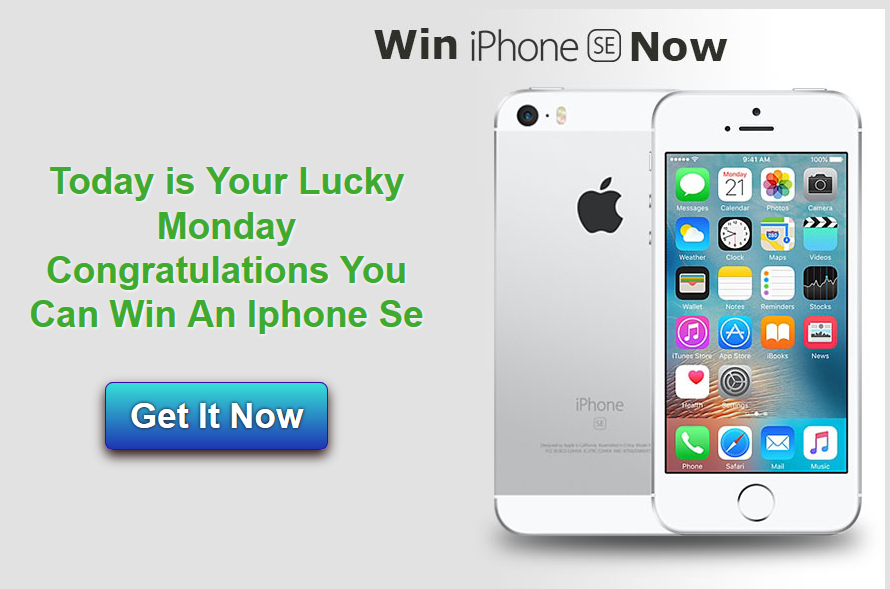 Win iPhone SE Now
Today is Your Lucky
Monday
Congratulations You
Can Win An Iphone Se
Get It Now
iPhone
SE
9:41 AM
100%
Monday
21
Messages
Calendar
Photos
Camera
280
Weather
Clock
Maps
Videos
Wallet
Notes
Reminders
Stocks
iTunes Store
App Store
iBooks
News
Health
Settings
Phone
Safari
Mail
Music